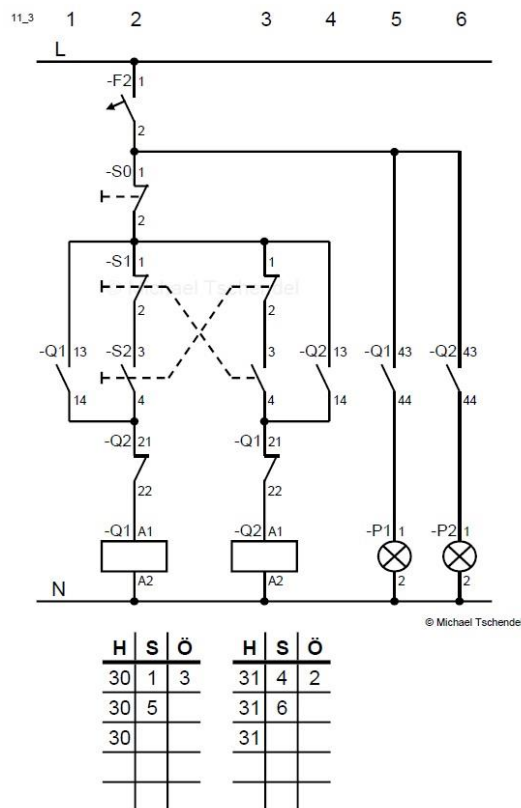 11_3 1 2 3 4 5 6
L
-F2 1
2
-S0 1
2
-S1 1 1
2 2
-Q1 13 -S2 3 3 -Q2 13 -Q1 43 -Q2 43
14 4 4 14 44 44
-Q2 21 -Q1 21
22 22
-Q1 A1 -Q2 A1 -P1 1 -P2 1
A2 A2 2 2
N
© Michael Tschendel
H S Ö H S Ö
30 1 3 31 4 2
30 5 31 6
30 31